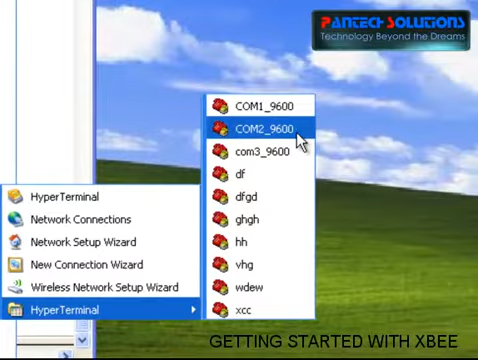 PANTECH SOLUTIONS
Technology Beyond the Dreams
COM1_9600
COM2_9600
com3_9600
df
dfgd
ghgh
hh
vhg
wdew
xcc
HyperTerminal
Network Connections
Network Setup Wizard
New Connection Wizard
Wireless Network Setup Wizard
HyperTerminal
GETTING STARTED WITH XBEE